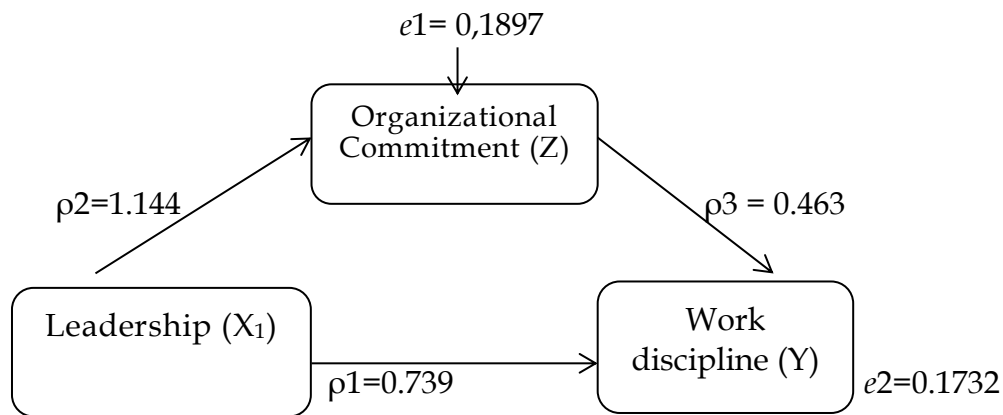 e1= 0,1897
Organizational
Commitment (Z)
ρ2=1.144
ρ3 = 0.463
Leadership (X₁)
Work
discipline (Y)
ρ1=0.739
e2=0.1732